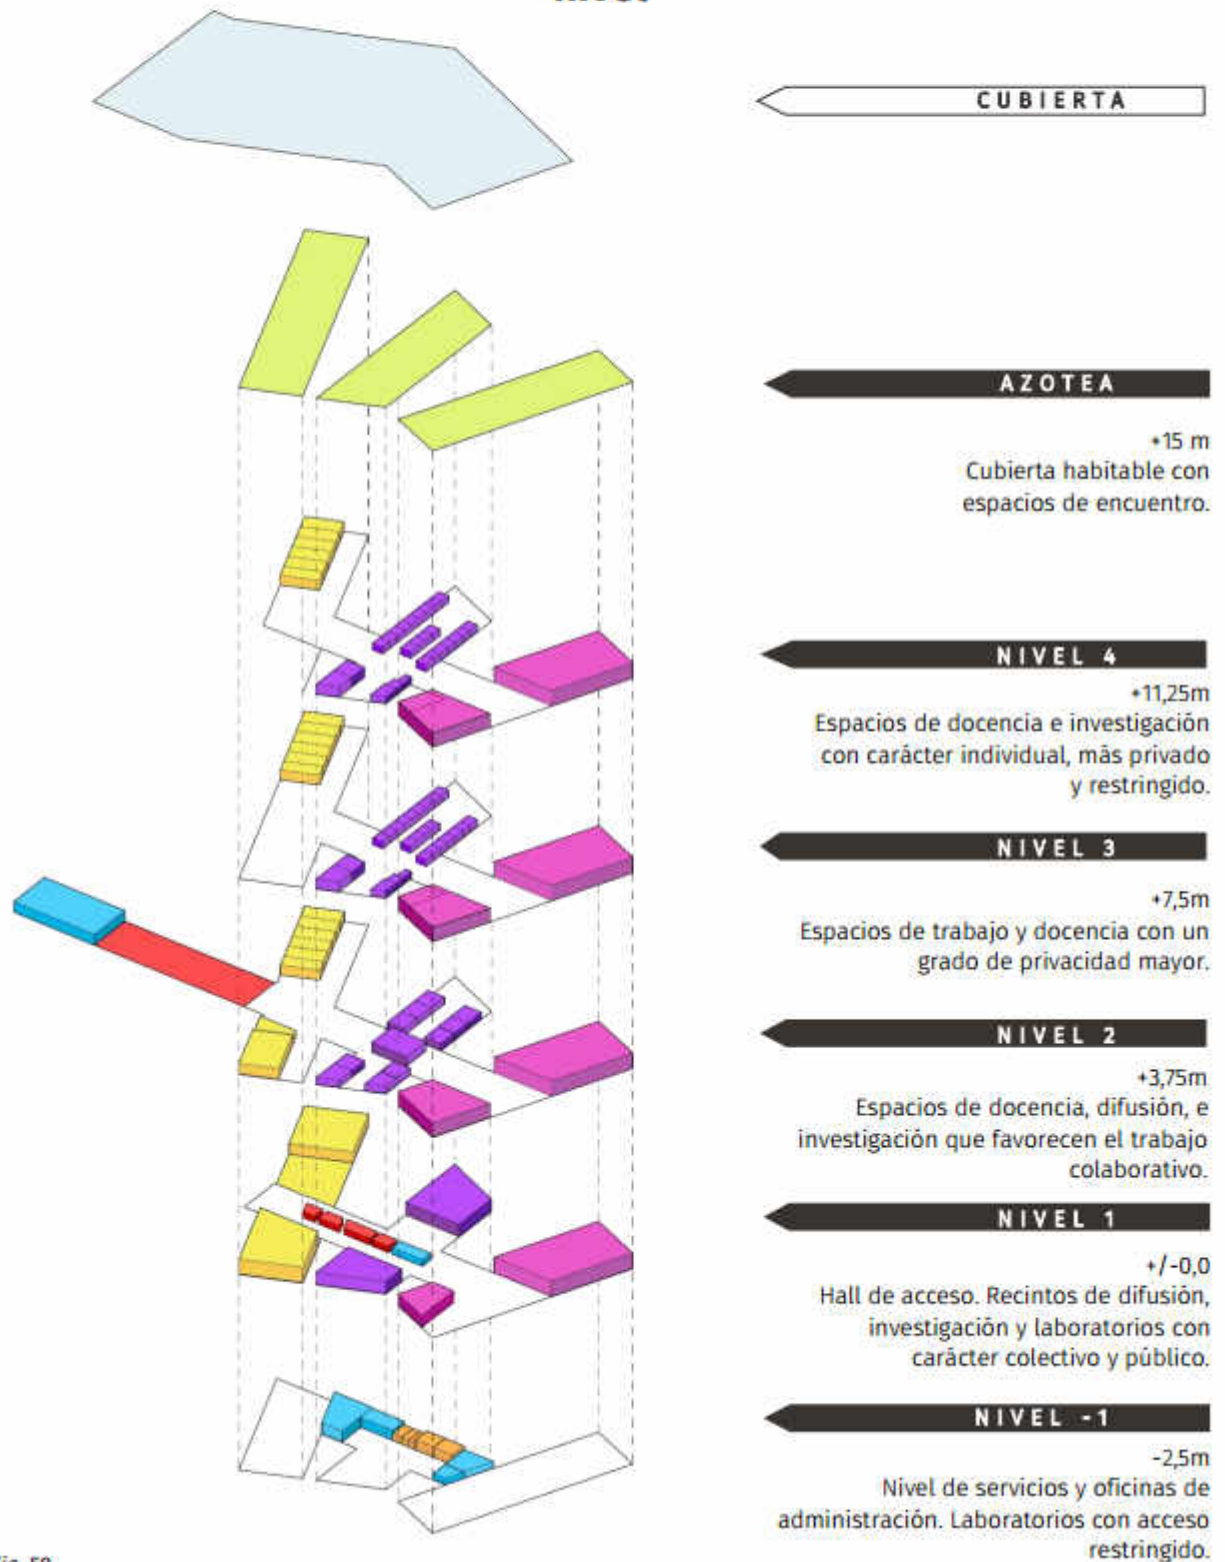 CUBIERTA
AZOTEA
+15 m
Cubierta habitable con
espacios de encuentro.
NIVEL 4
+11,25m
Espacios de docencia e investigación
con carácter individual, más privado
y restringido.
NIVEL 3
+7,5m
Espacios de trabajo y docencia con un
grado de privacidad mayor.
NIVEL 2
+3,75m
Espacios de docencia, difusión, e
investigación que favorecen el trabajo
colaborativo.
NIVEL 1
+/-0,0
Hall de acceso. Recintos de difusión,
investigación y laboratorios con
carácter colectivo y público.
NIVEL -1
-2,5m
Nivel de servicios y oficinas de
administración. Laboratorios con acceso
restringido.